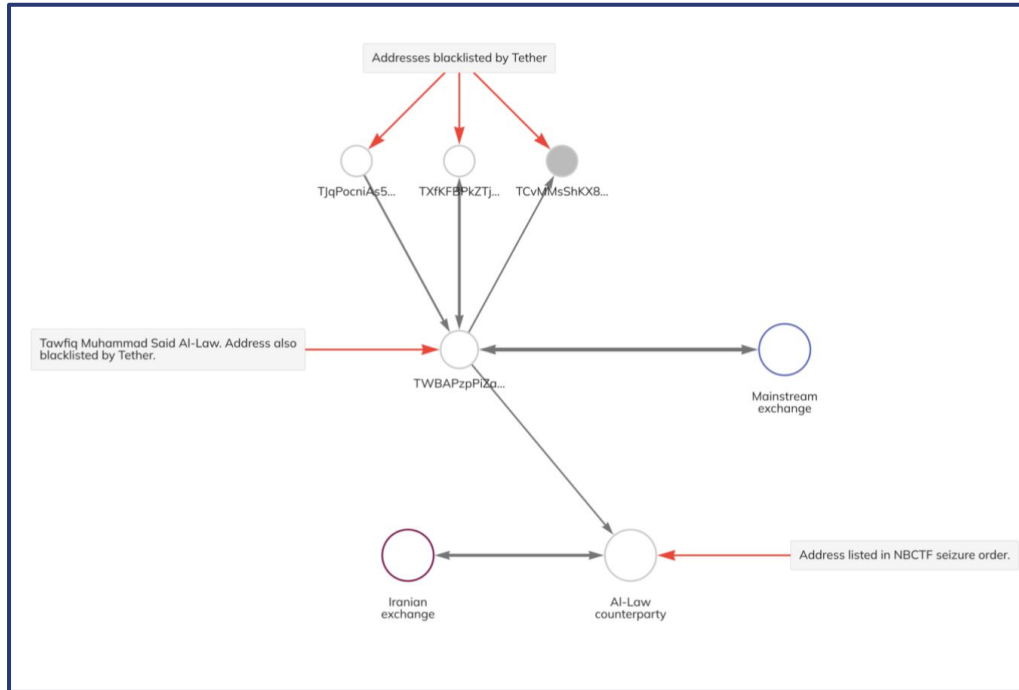 Addresses blacklisted by Tether
TJqPocniAs5...
TXfKFBPkZTj...
TCvMMsShKX8...
Tawfiq Muhammad Said Al-Law. Address also
blacklisted by Tether.
TWBAPzpPiZa...
Mainstream
exchange
Address listed in NBCTF seizure order.
Iranian
exchange
Al-Law
counterparty